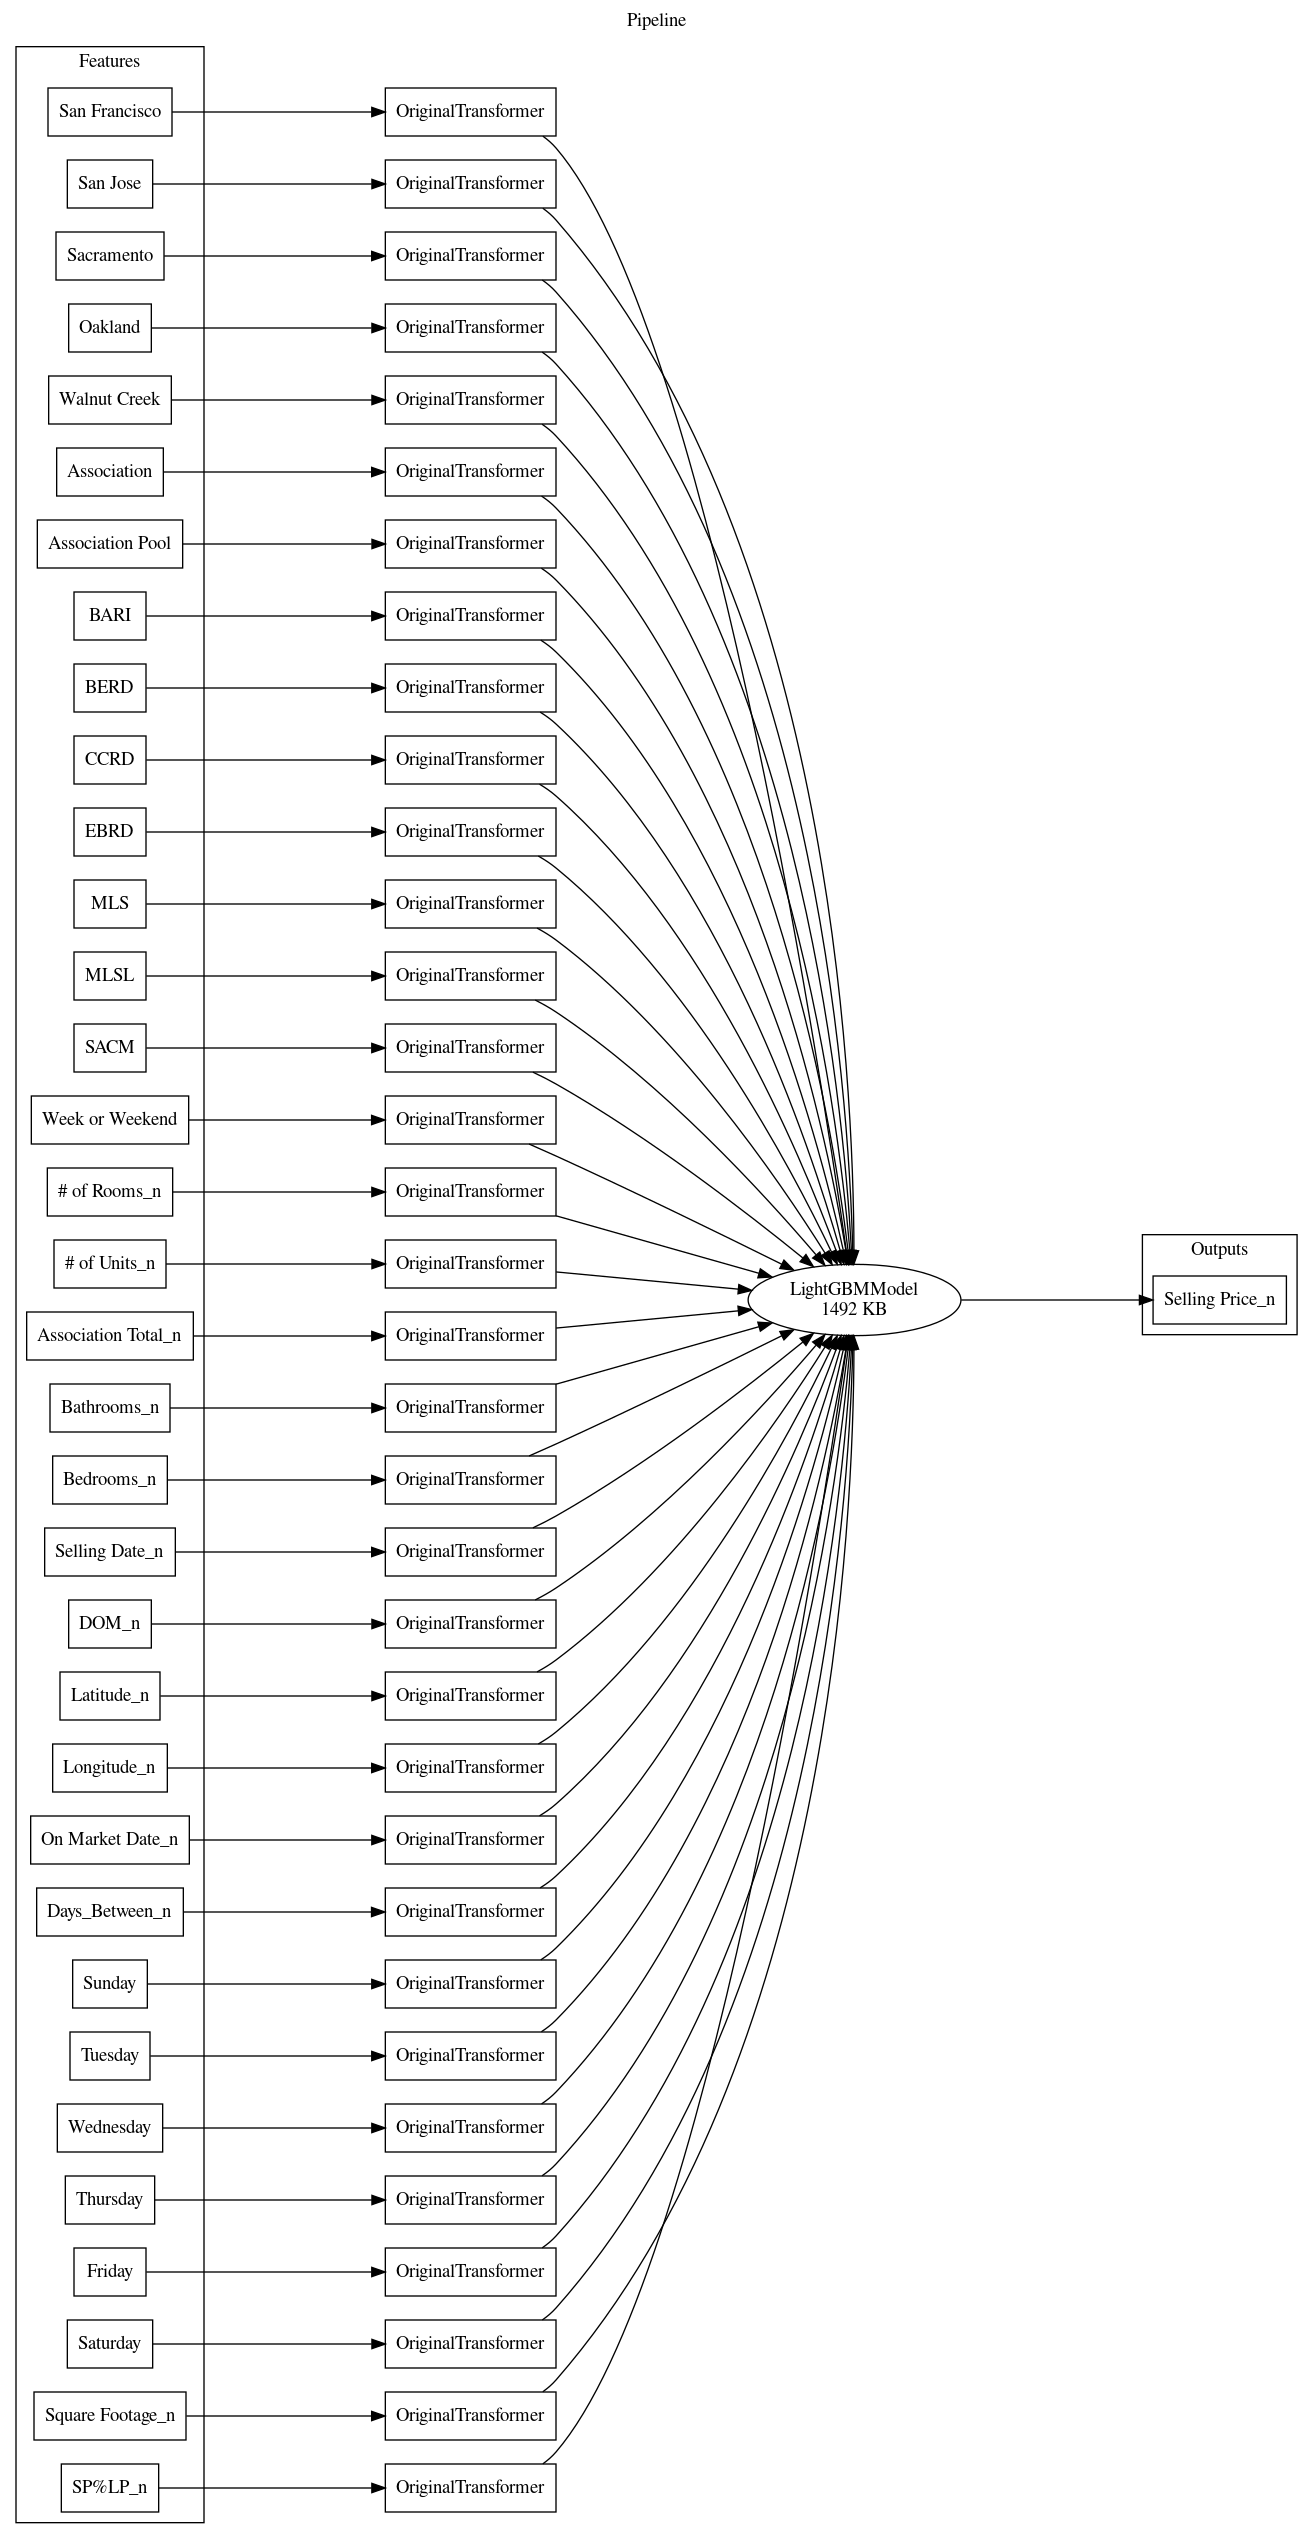 Pipeline
Features
San Francisco
OriginalTransformer
San Jose
OriginalTransformer
Sacramento
OriginalTransformer
Oakland
OriginalTransformer
Walnut Creek
OriginalTransformer
Association
OriginalTransformer
Association Pool
OriginalTransformer
BARI
OriginalTransformer
BERD
OriginalTransformer
CCRD
OriginalTransformer
EBRD
OriginalTransformer
MLS
OriginalTransformer
MLSL
OriginalTransformer
SACM
OriginalTransformer
Week or Weekend
OriginalTransformer
# of Rooms_n
OriginalTransformer
# of Units_n
OriginalTransformer
Association Total_n
OriginalTransformer
Bathrooms_n
OriginalTransformer
Bedrooms_n
OriginalTransformer
Selling Date_n
OriginalTransformer
DOM_n
OriginalTransformer
Latitude_n
OriginalTransformer
Longitude_n
OriginalTransformer
On Market Date_n
OriginalTransformer
Days_Between_n
OriginalTransformer
Sunday
OriginalTransformer
Tuesday
OriginalTransformer
Wednesday
OriginalTransformer
Thursday
OriginalTransformer
Friday
OriginalTransformer
Saturday
OriginalTransformer
Square Footage_n
OriginalTransformer
SP%LP_n
OriginalTransformer
LightGBMModel
1492 KB
Outputs
Selling Price_n